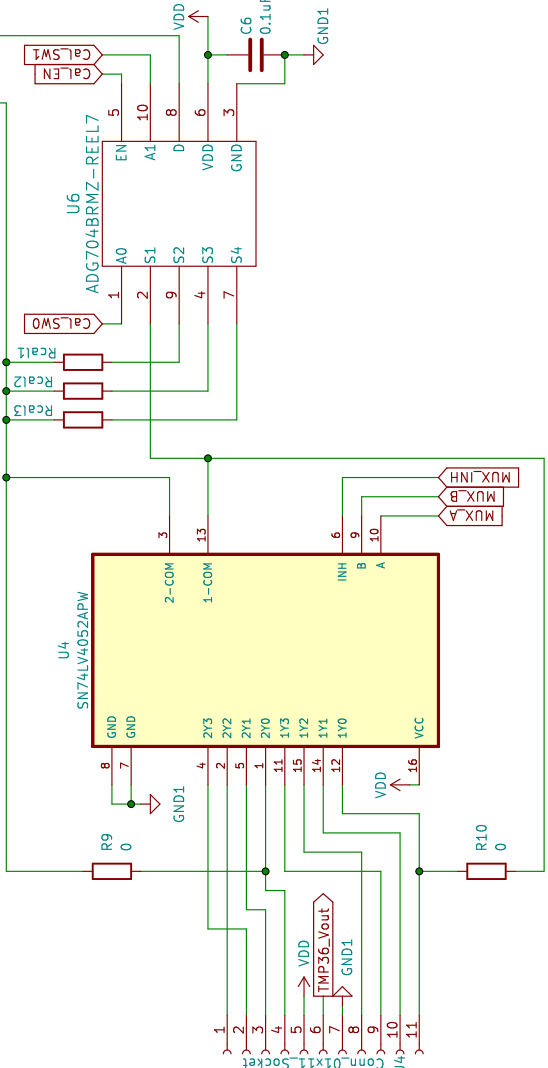 VDD
C6
0.1uF
GND1
Cal_SW1
Cal_EN
5
10
8
6
3
EN
A1
D
VDD
GND
U6
ADG704BRMZ-REEL7
A0
S1
S2
S3
S4
1
2
9
4
7
Cal_SW0
Rcal1
Rcal2
Rcal3
MUX_INH
MUX_B
MUX_A
3
13
6
9
10
2-COM
1-COM
INH
B
A
U4
SN74LV4052APW
GND
GND
2Y3
2Y2
2Y1
2Y0
1Y3
1Y2
1Y1
1Y0
VCC
8
7
4
2
5
1
11
15
14
12
16
GND1
VDD
R9
0
R10
0
VDD
TMP36_Vout
GND1
1
2
3
4
5
6
7
8
9
10
11
Conn_01x11_Socket
J4